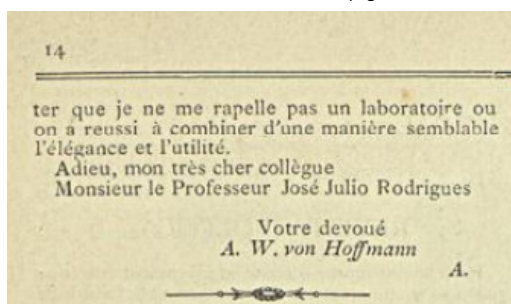 14
ter que je ne me rapelle pas un laboratoire ou
on a reussi à combiner d'une manière semblable
l'élégance et l'utilité.
Adieu, mon très cher collègue
Monsieur le Professeur José Julio Rodrigues
Votre devoué
A. W. von Hoffmann
A.